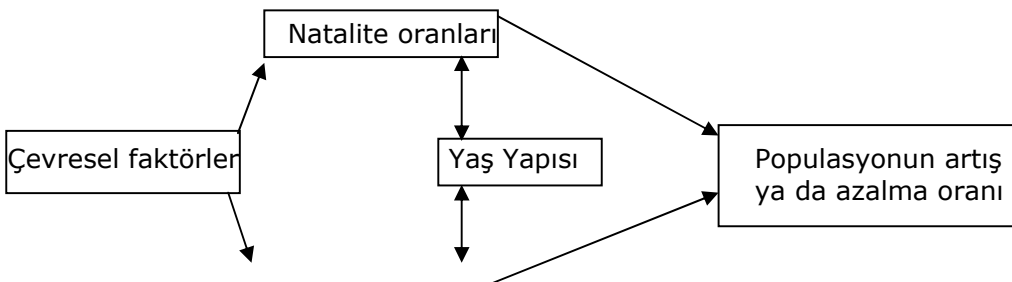 Natalite oranları
Çevresel faktörler
Yaş Yapısı
Populasyonun artış
ya da azalma oranı